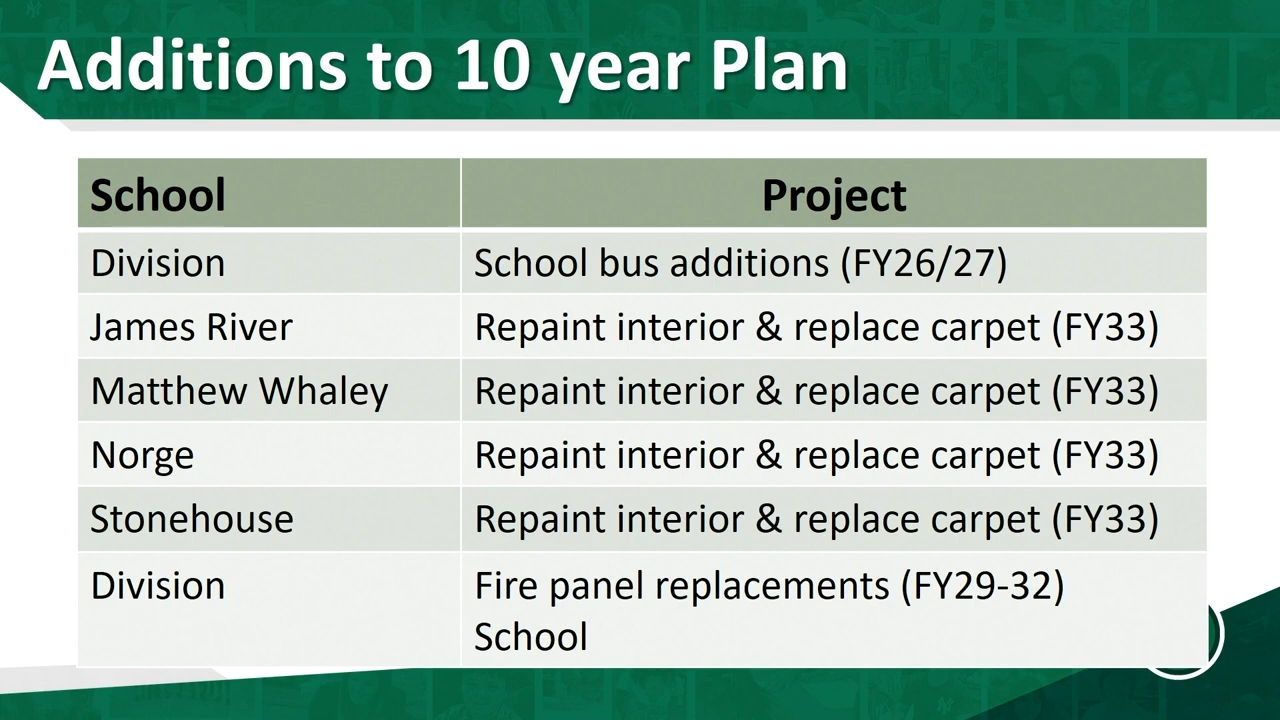 Additions to 10 year Plan
School Project
Division School bus additions (FY26/27)
James River Repaint interior & replace carpet (FY33)
Matthew Whaley Repaint interior & replace carpet (FY33)
Norge Repaint interior & replace carpet (FY33)
Stonehouse Repaint interior & replace carpet (FY33)
Division Fire panel replacements (FY29-32)
School